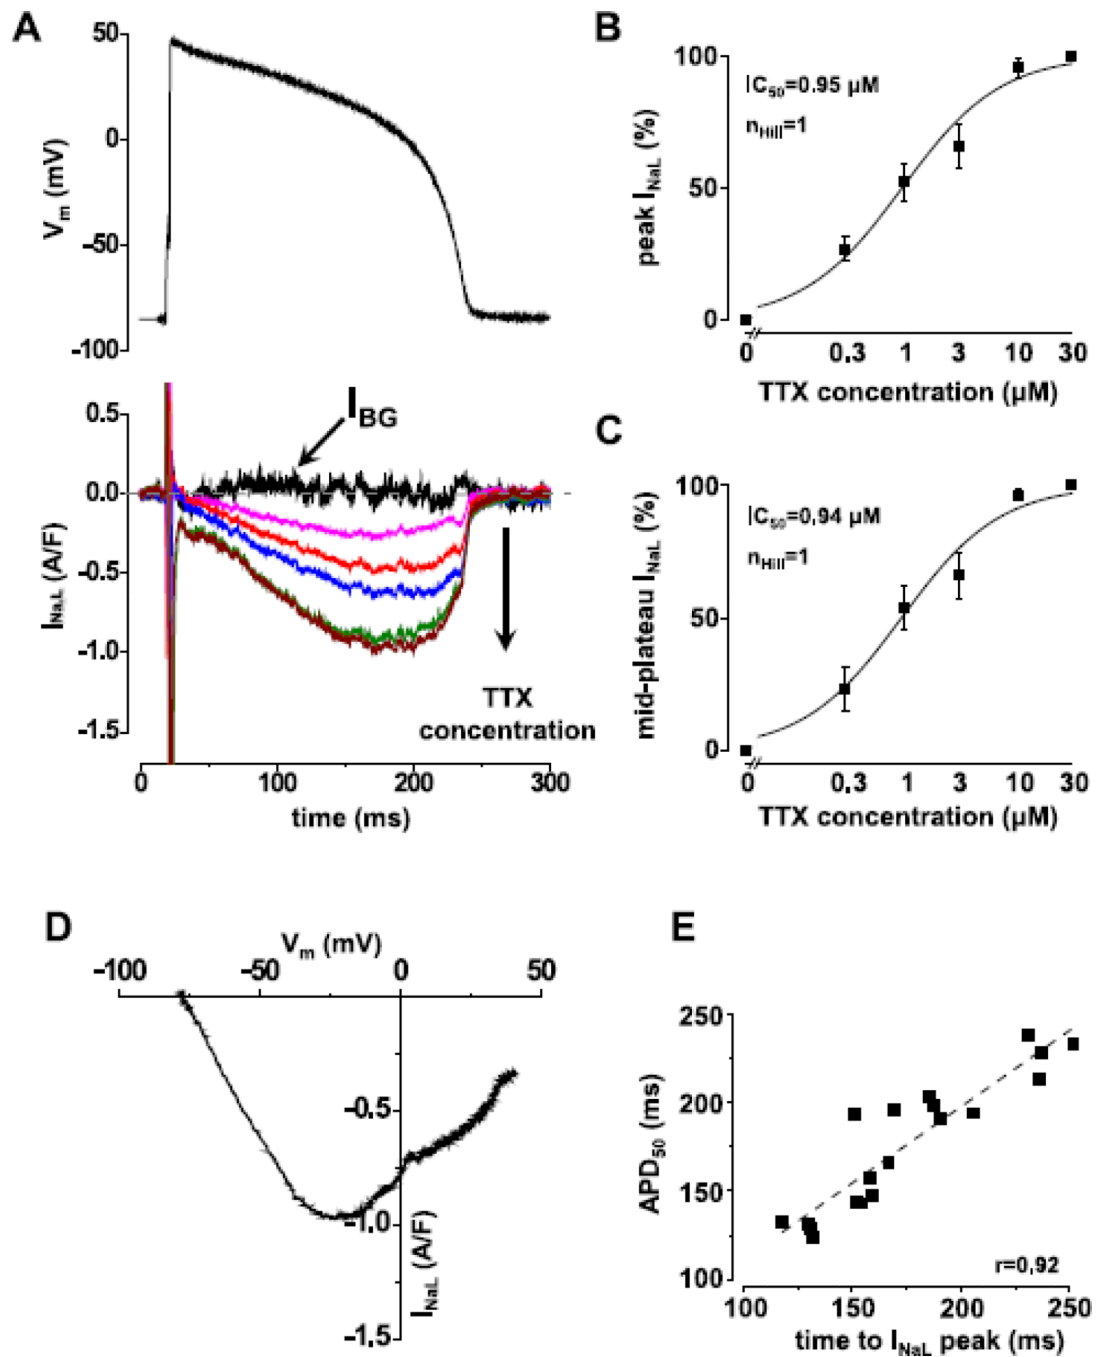 A
50
0
−50
−100
Vm (mV)
0.5
0.0
-0.5
-1.0
-1.5
INa,L (A/F)
IBG
TTX
concentration
0
100
200
300
time (ms)
B
100
50
0
peak INaL (%)
IC50=0.95 µM
nHill=1
0
0.3
1
3
10
30
TTX concentration (µM)
C
100
50
0
mid-plateau INaL (%)
IC50=0,94 µM
nHill=1
0
0.3
1
3
10
30
TTX concentration (µM)
D
Vm (mV)
−100
−50
0
50
-0.5
-1.0
-1.5
INaL (A/F)
E
250
200
150
100
APD50 (ms)
r=0,92
100
150
200
250
time to INaL peak (ms)